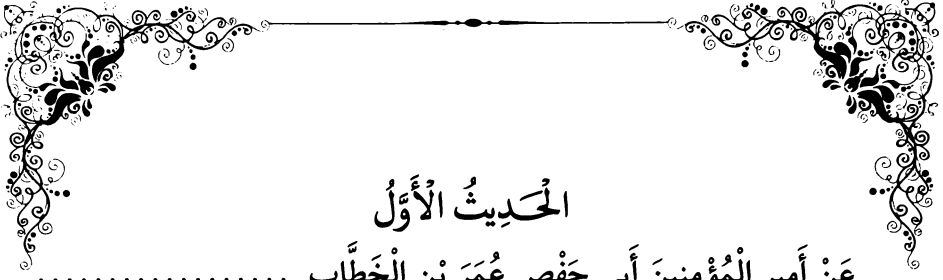 الْحَدِيثُ الْأَوَّلُ
عَنْ أَمِيرِ الْمُؤْمِنِينَ أَبِي حَفْصٍ عُمَرَ بْنِ الْخَطَّابِ ....................